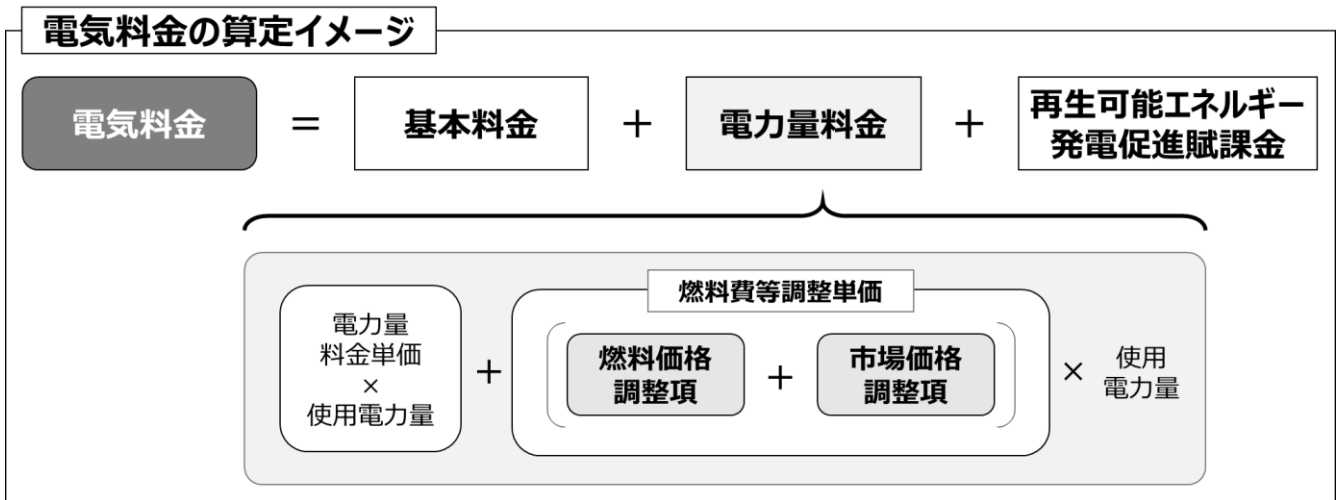 電気料金の算定イメージ
電気料金 = 基本料金 + 電力量料金 + 再生可能エネルギー
発電促進賦課金
燃料費等調整単価
電力量
料金単価
×
使用電力量
+
燃料価格
調整項
+
市場価格
調整項
×
使用
電力量